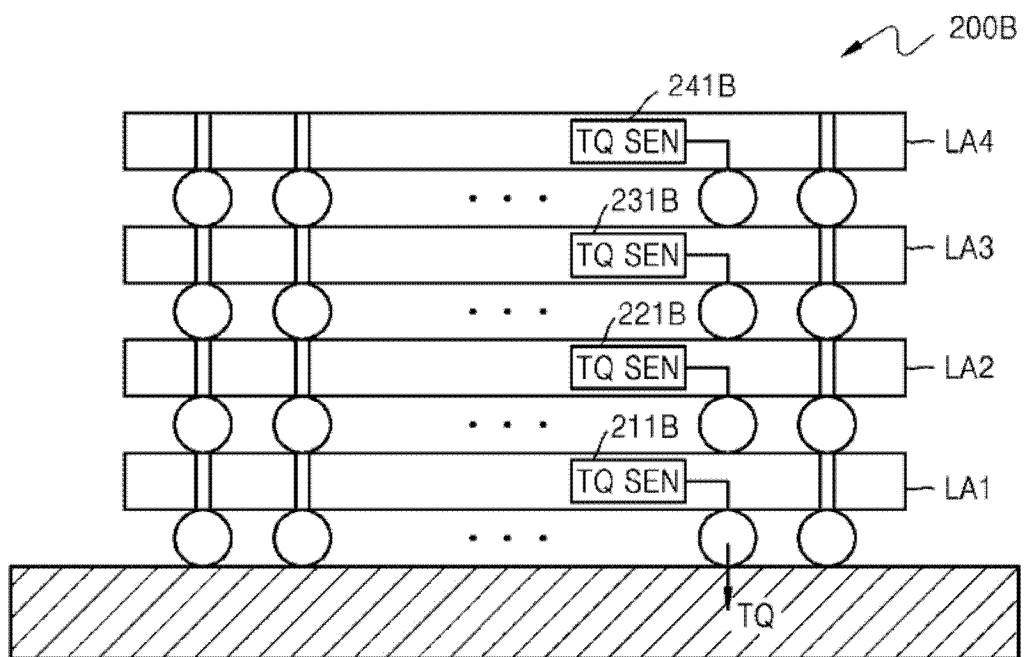 200B
241B
TQ SEN
LA4
231B
TQ SEN
LA3
221B
TQ SEN
LA2
211B
TQ SEN
LA1
TQ